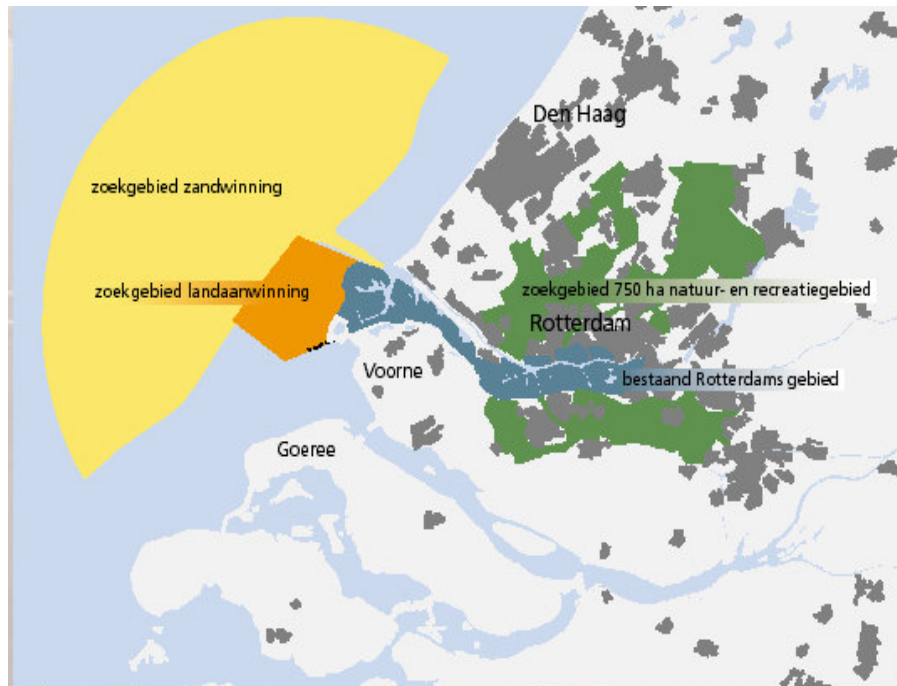 Den Haag
zoekgebied zandwinning
zoekgebied landaanwinning
zoekgebied 750 ha natuur- en recreatiegebied
Rotterdam
Voorne
bestaand Rotterdams gebied
Goeree